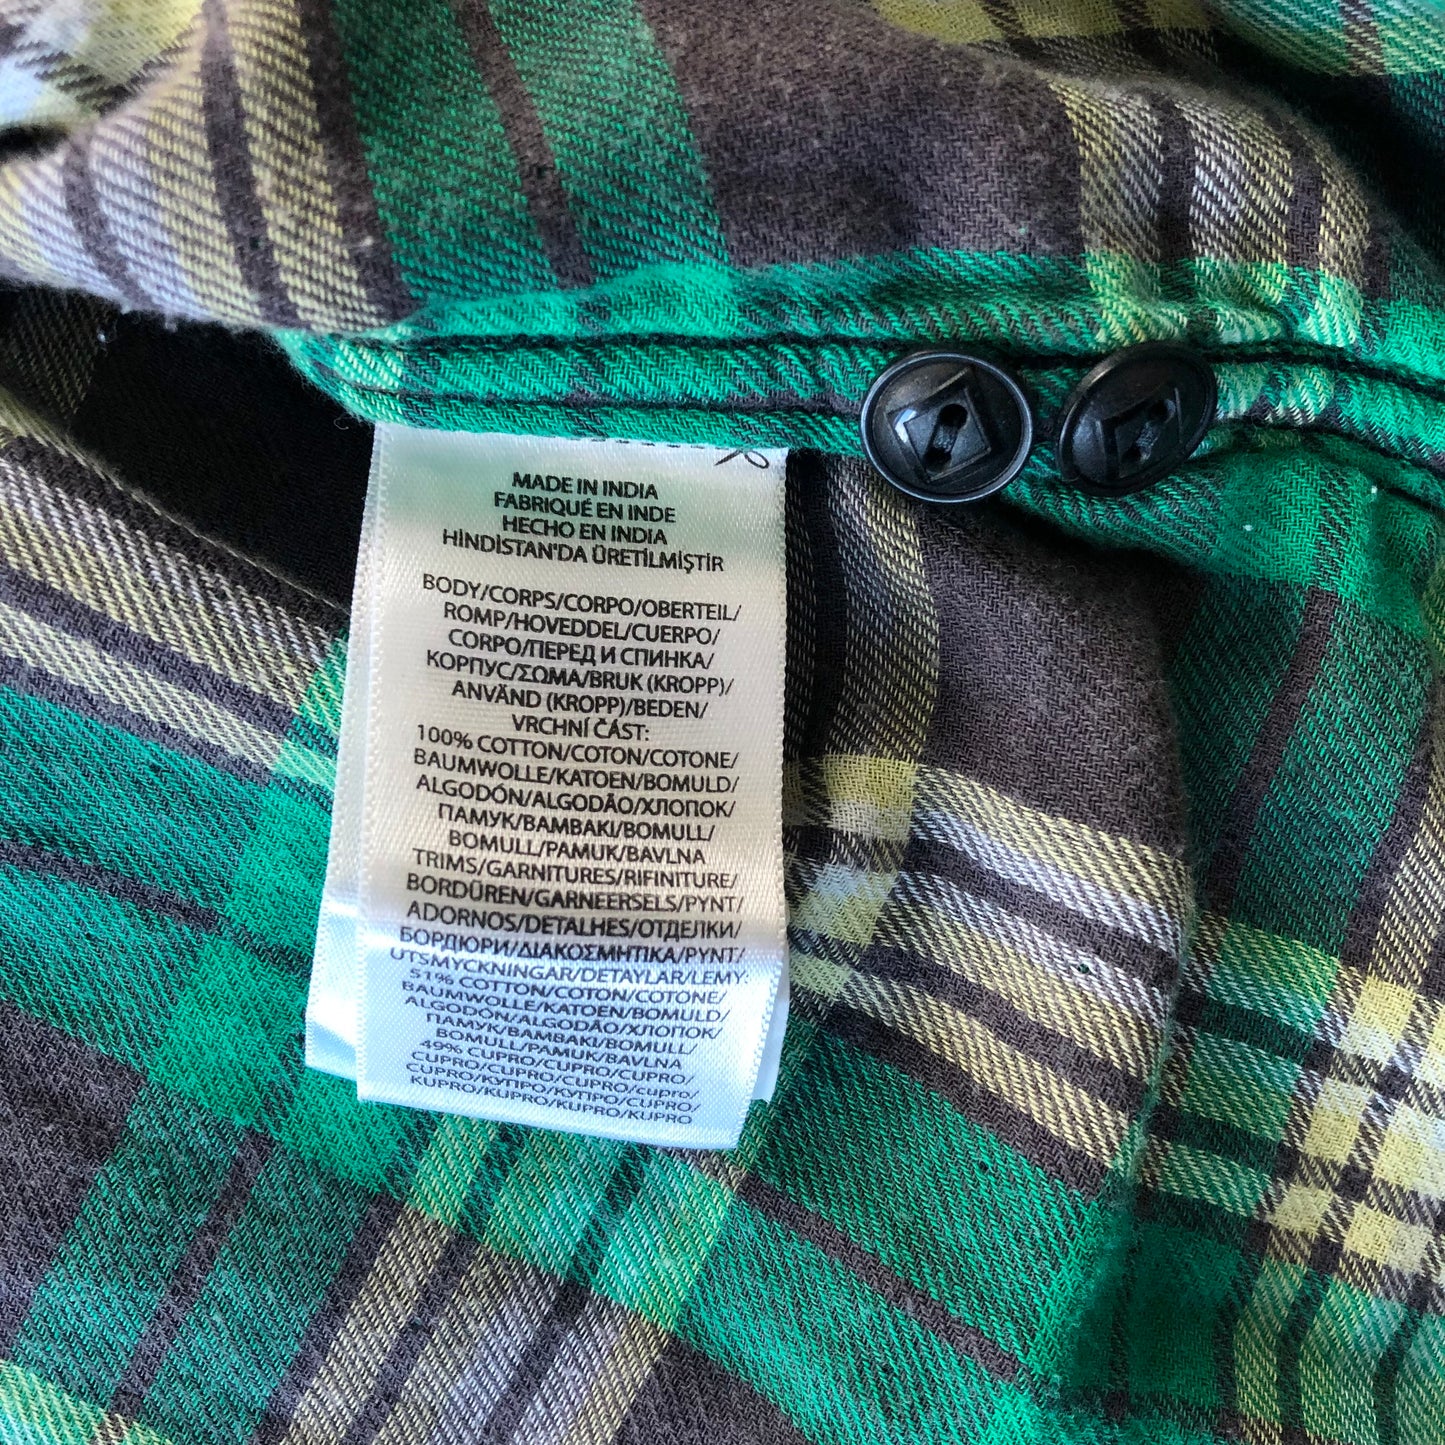 MADE IN INDIA
FABRIQUÉ EN INDE
HECHO EN INDIA
HİNDİSTAN'DA ÜRETİLMİŞTİR
BODY/CORPS/CORPO/OBERTEIL/
ROMP/HOVEDDEL/CUERPO/
CORPO/ПЕРЕД И СПИНКА/
КОРПУС/ΣΩΜΑ/BRUK (KROPP)/
ANVÄND (KROPP)/BEDEN/
VRCHNÍ ČÁST:
100% COTTON/COTON/COTONE/
BAUMWOLLE/KATOEN/BOMULD/
ALGODÓN/ALGODÃO/ХЛОПОК/
ПАМУК/BAMBAKI/BOMULL/
BOMULL/PAMUK/BAVLNA
TRIMS/GARNITURES/RIFINITURE/
BORDÜREN/GARNEERSELS/PYNT/
ADORNOS/DETALHES/ОТДЕЛКИ/
БОРДЮРИ/ΔΙΑΚΟΣΜΗΤΙΚΑ/PYNT/
UTSMYCKNINGAR/DETAYLAR/LEMY:
51% COTTON/COTON/COTONE/
BAUMWOLLE/KATOEN/BOMULD/
ALGODÓN/ALGODÃO/ХЛОПОК/
ПАМУК/BAMBAKI/BOMULL/
BOMULL/PAMUK/BAVLNA
49% CUPRO/CUPRO/CUPRO/
CUPRO/CUPRO/CUPRO/cupro/
CUPRO/КУПРО/КУПРО/CUPRO/
KUPRO/KUPRO/KUPRO/KUPRO